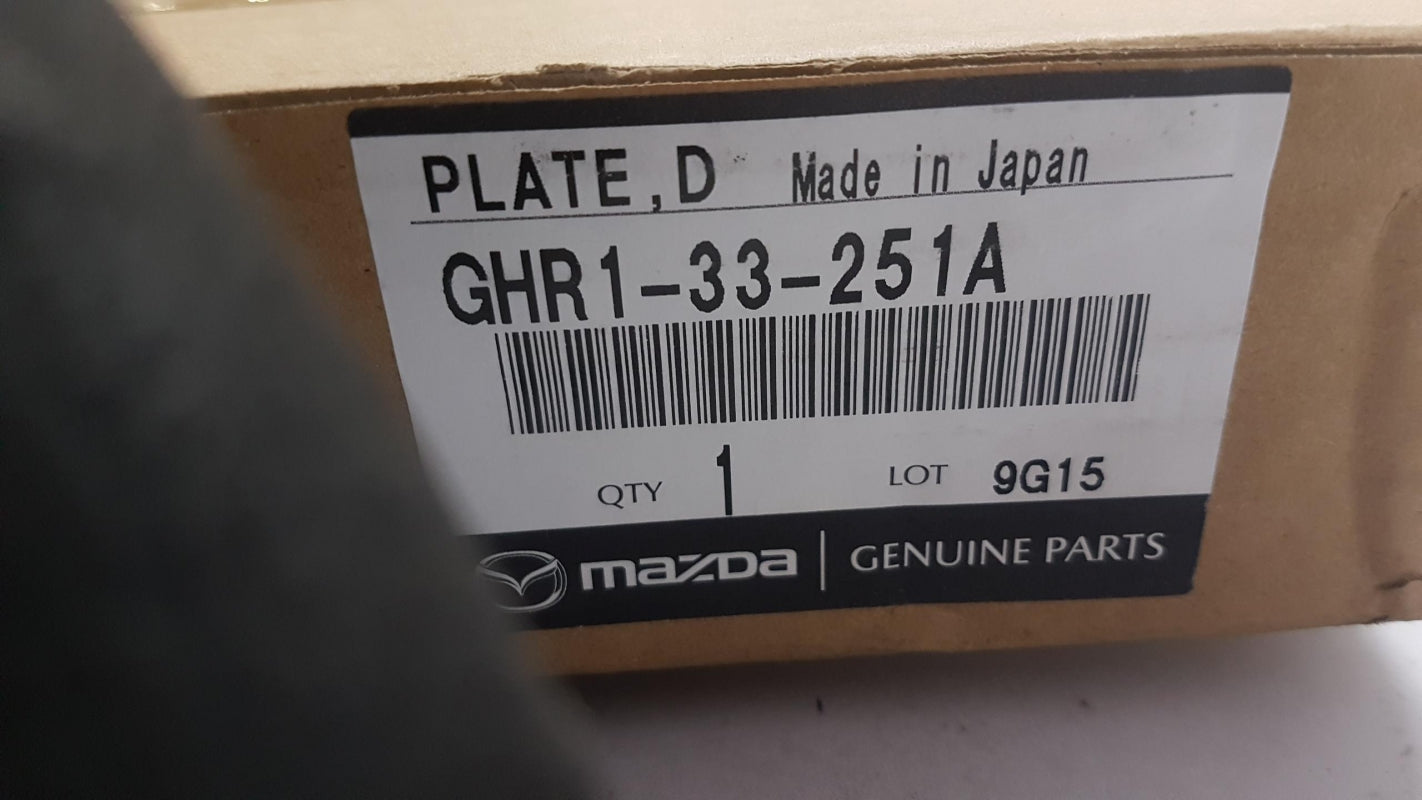 PLATE,D Made in Japan
GHR1-33-251A
QTY 1 LOT 9G15
mazda GENUINE PARTS